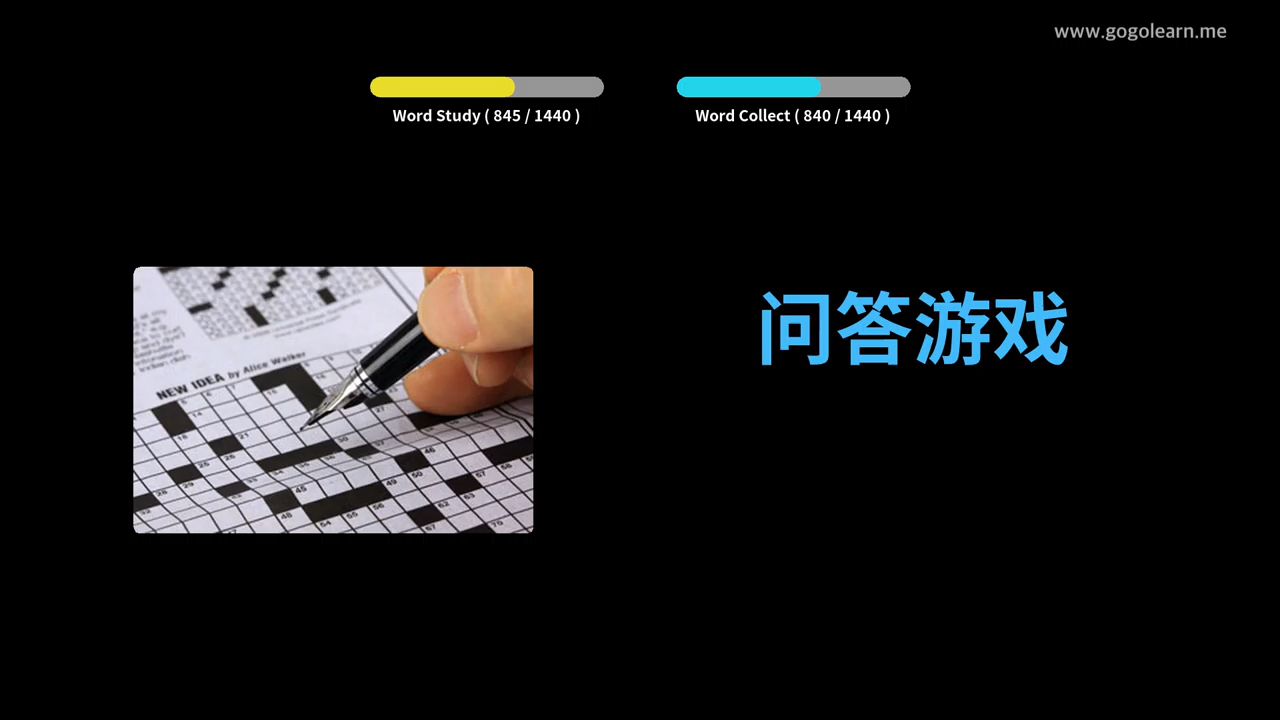 www.gogolearn.me
Word Study ( 845 / 1440 )
Word Collect ( 840 / 1440 )
问答游戏
NEW IDEA by Alice Walker